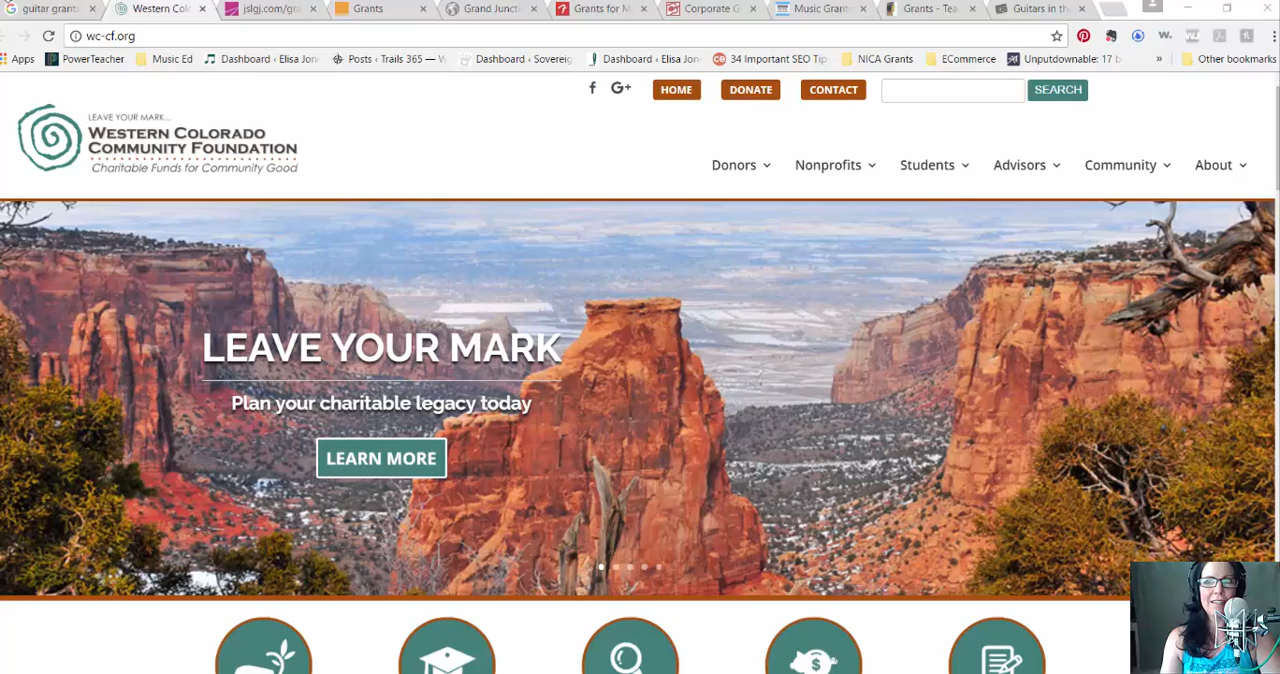 guitar grants
Western Colo
jslgj.com/gra
Grants
Grand Juncti
Grants for M
Corporate G
Music Grant
Grants - Tea
Guitars in the
wc-cf.org
Apps
PowerTeacher
Music Ed
Dashboard ‹ Elisa Jon
Posts ‹ Trails 365 — W
Dashboard ‹ Sovereig
Dashboard ‹ Elisa Jon
34 Important SEO Tip
NICA Grants
ECommerce
Unputdownable: 17 b
»
Other bookmarks
HOME
DONATE
CONTACT
SEARCH
LEAVE YOUR MARK...
WESTERN COLORADO
COMMUNITY FOUNDATION
Charitable Funds for Community Good
Donors
Nonprofits
Students
Advisors
Community
About
LEAVE YOUR MARK
Plan your charitable legacy today
LEARN MORE